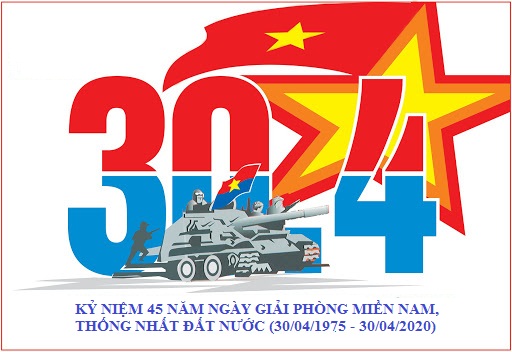 30.4
KỶ NIỆM 45 NĂM NGÀY GIẢI PHÒNG MIỀN NAM,
THỐNG NHẤT ĐẤT NƯỚC (30/04/1975 - 30/04/2020)